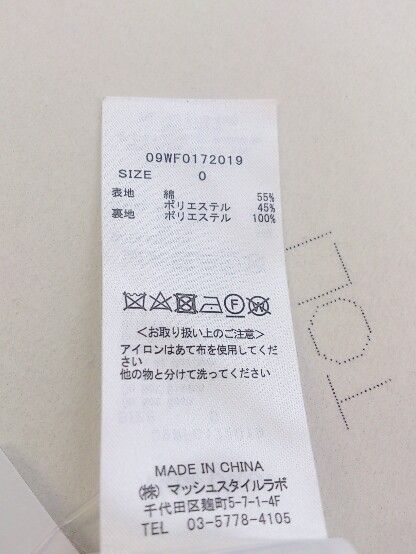 09WF0172019
SIZE 0
表地 綿 55%
ポリエステル 45%
裏地 ポリエステル 100%
F W
<お取り扱い上のご注意>
アイロンはあて布を使用してくだ
さい
他の物と分けて洗ってください
MADE IN CHINA
(株) マッシュスタイルラボ
千代田区麹町5-7-1-4F
TEL 03-5778-4105